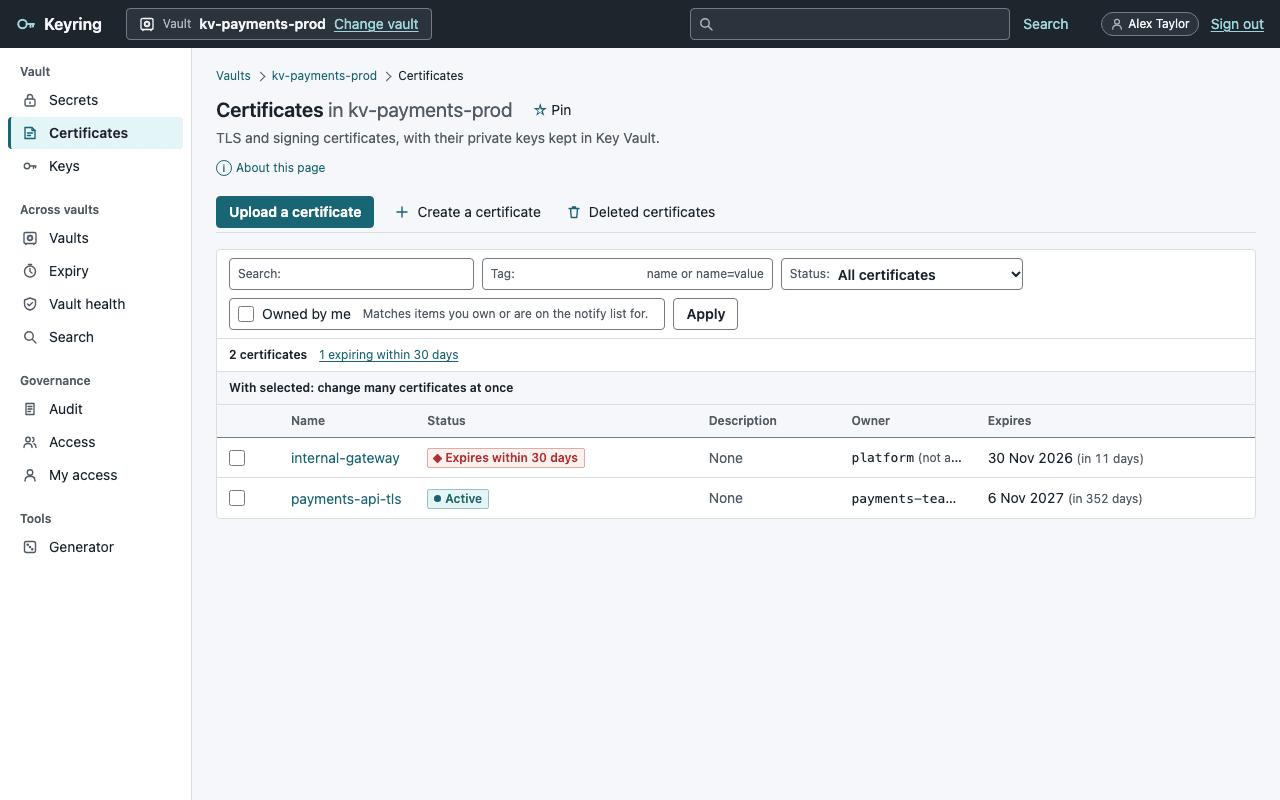 Keyring
Vault kv-payments-prod Change vault
Search
Alex Taylor
Sign out
Vault
Secrets
Certificates
Keys
Across vaults
Vaults
Expiry
Vault health
Search
Governance
Audit
Access
My access
Tools
Generator
Vaults > kv-payments-prod > Certificates
Certificates in kv-payments-prod
Pin
TLS and signing certificates, with their private keys kept in Key Vault.
About this page
Upload a certificate
Create a certificate
Deleted certificates
Search:
Tag: name or name=value
Status: All certificates
Owned by me Matches items you own or are on the notify list for.
Apply
2 certificates 1 expiring within 30 days
With selected: change many certificates at once
Name Status Description Owner Expires
internal-gateway Expires within 30 days None platform (not a... 30 Nov 2026 (in 11 days)
payments-api-tls Active None payments-tea... 6 Nov 2027 (in 352 days)